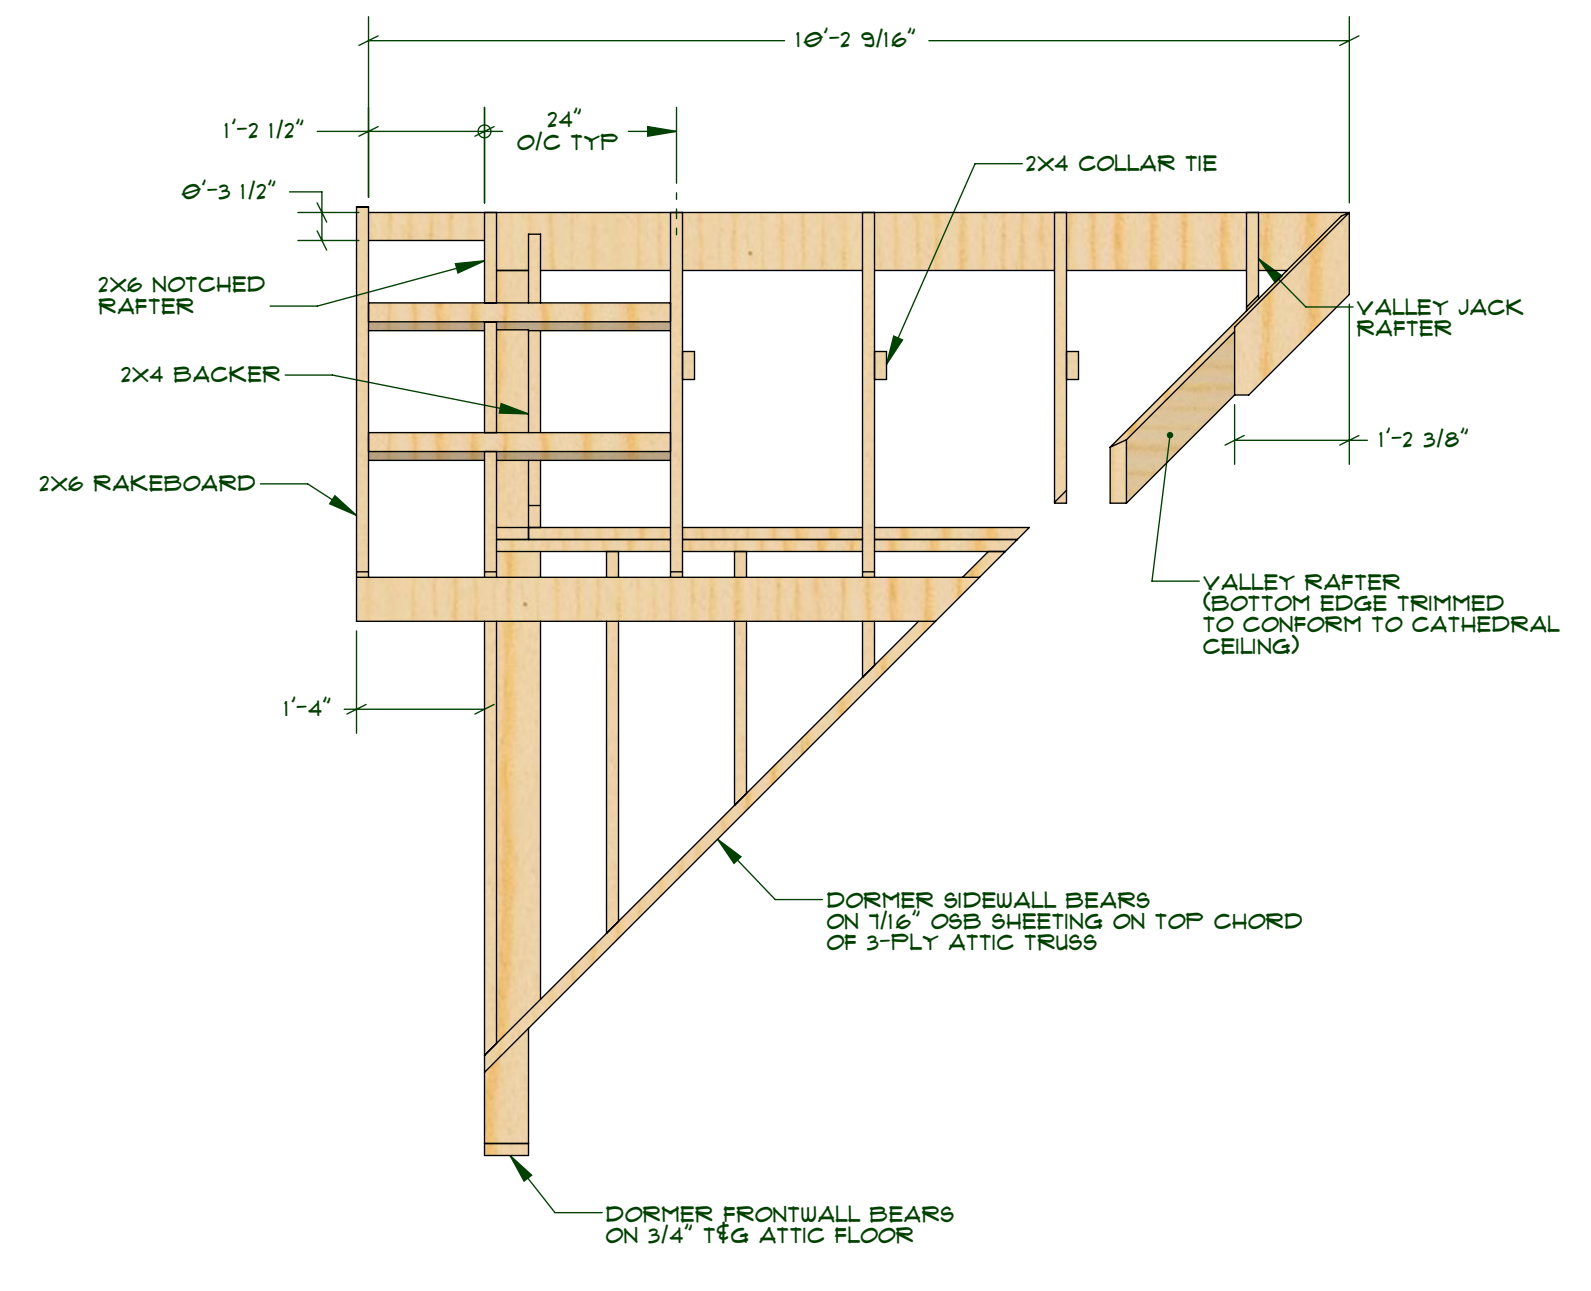 10'-2 9/16"
1'-2 1/2"
24"
O/C TYP
2X4 COLLAR TIE
0'-3 1/2"
2X6 NOTCHED
RAFTER
VALLEY JACK
RAFTER
2X4 BACKER
1'-2 3/8"
2X6 RAKEBOARD
VALLEY RAFTER
(BOTTOM EDGE TRIMMED
TO CONFORM TO CATHEDRAL
CEILING)
1'-4"
DORMER SIDEWALL BEARS
ON 7/16" OSB SHEETING ON TOP CHORD
OF 3-PLY ATTIC TRUSS
DORMER FRONTWALL BEARS
ON 3/4" T&G ATTIC FLOOR